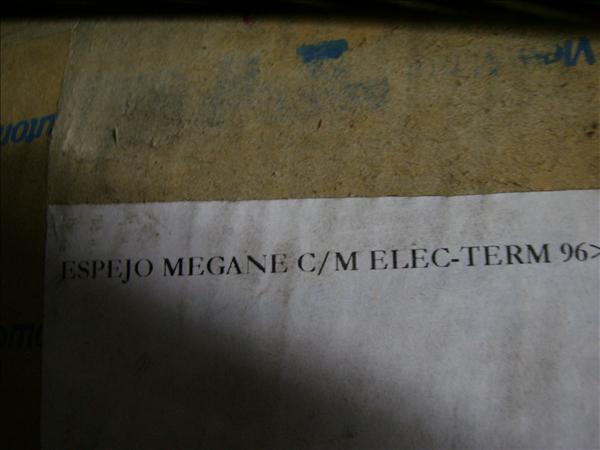 ESPEJO MEGANE C/M ELEC-TERM 96>